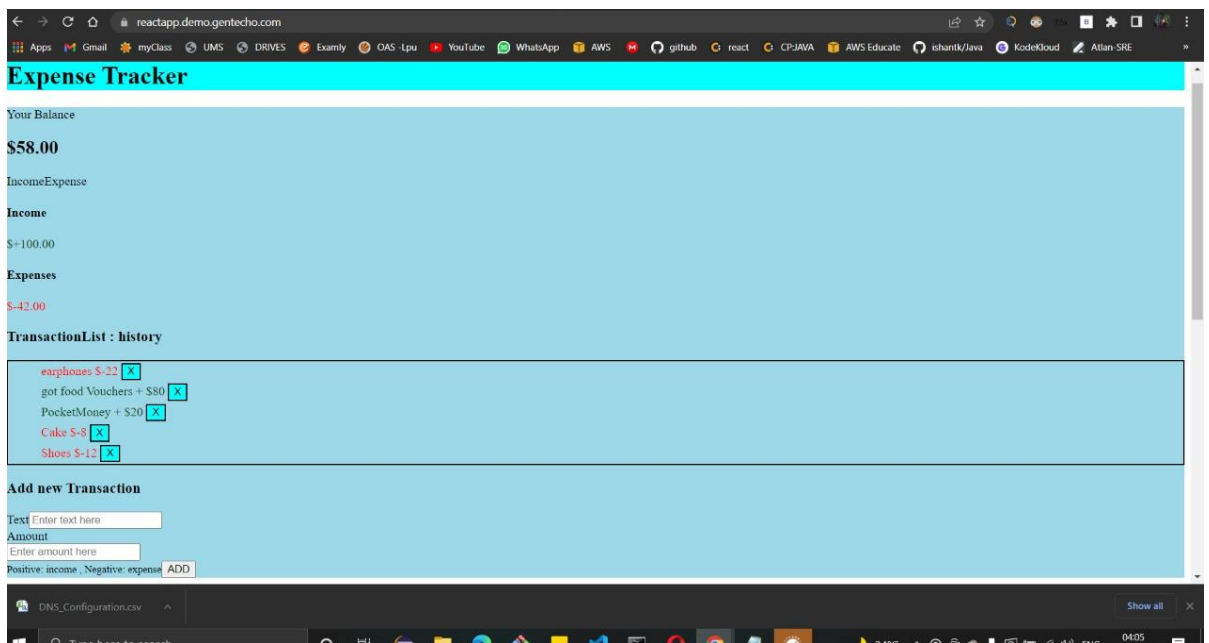 reactapp.demo.gentecho.com
Apps Gmail myClass UMS DRIVES Examly OAS -Lpu YouTube WhatsApp AWS github react CP:JAVA AWS Educate ishantk/Java KodeKloud Atlan-SRE »
Expense Tracker
Your Balance
$58.00
IncomeExpense
Income
$+100.00
Expenses
$-42.00
TransactionList : history
earphones $-22 X
got food Vouchers + $80 X
PocketMoney + $20 X
Cake $-8 X
Shoes $-12 X
Add new Transaction
Text Enter text here
Amount
Enter amount here
Positive: income , Negative: expense ADD
DNS_Configuration.csv Show all
Type here to search ENG 04:05